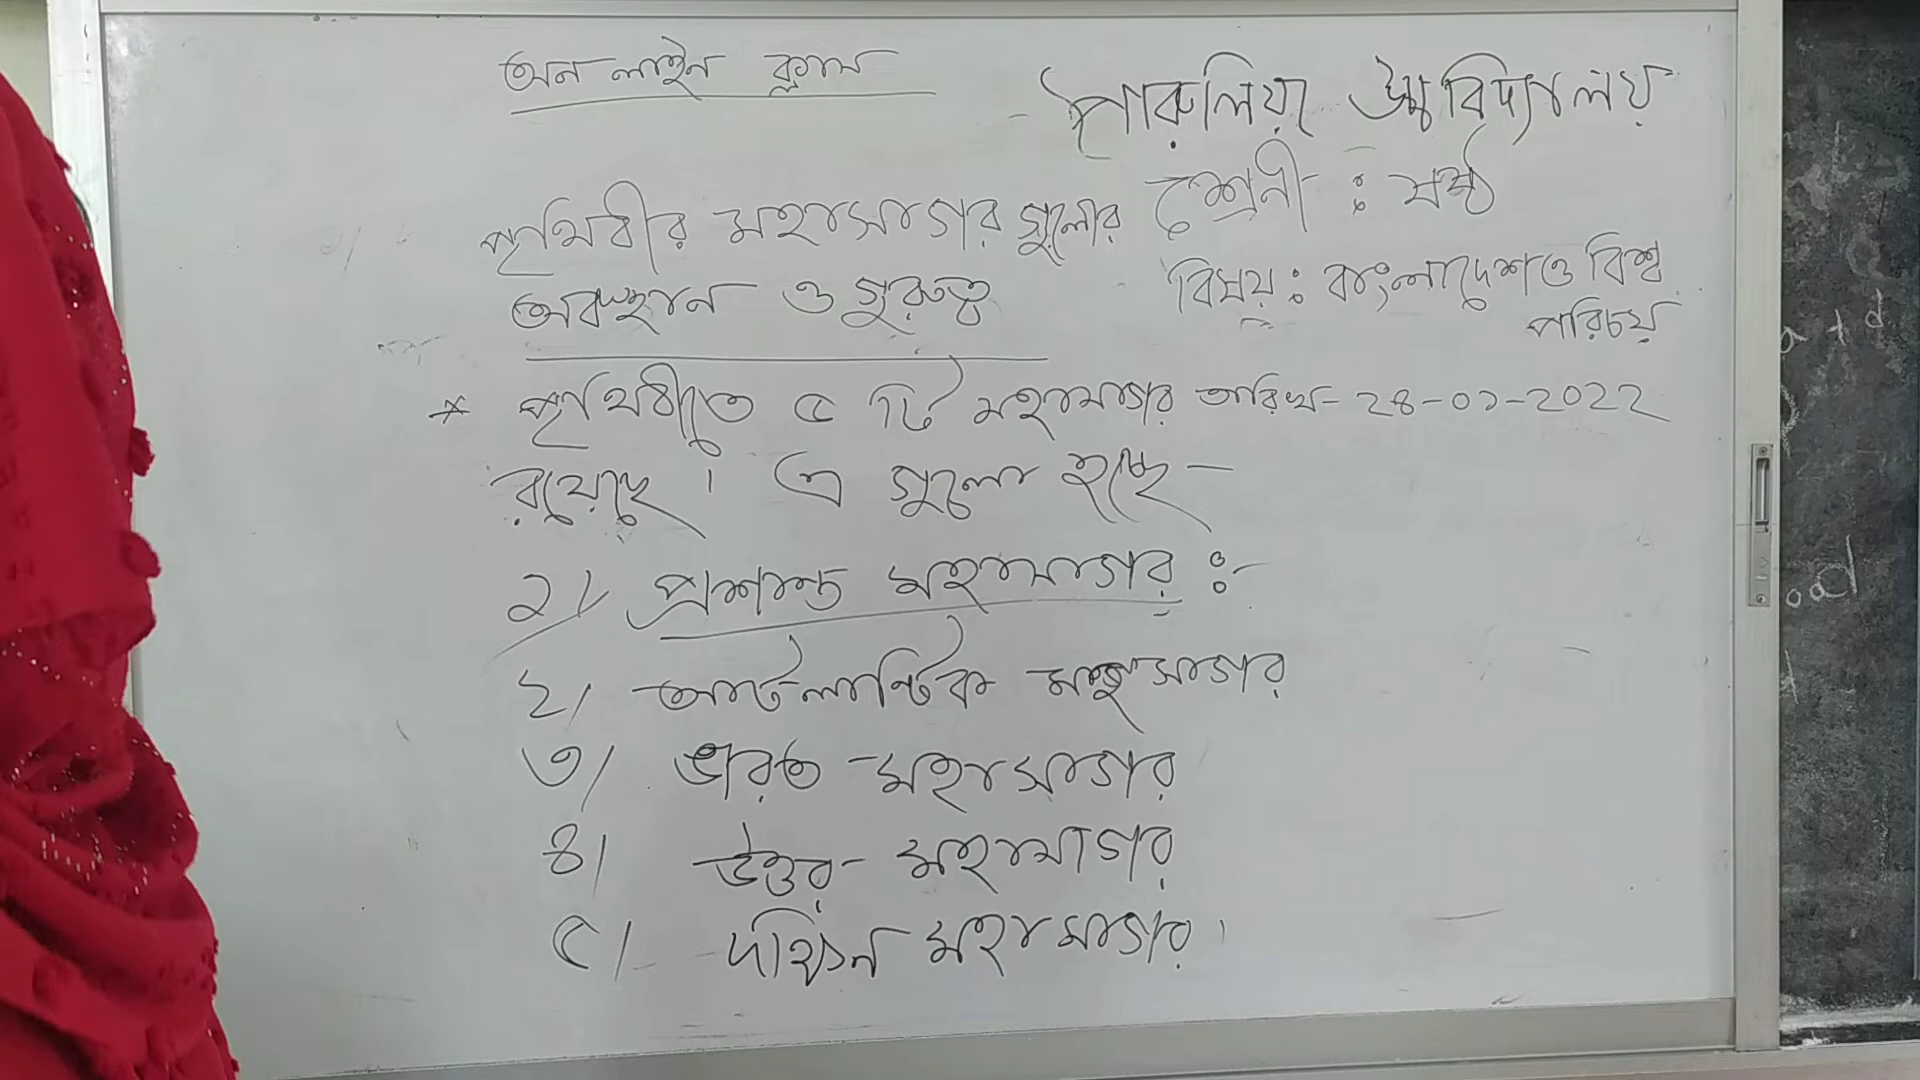 অন লাইন ক্লাস
পারুলিয়া উচ্চ বিদ্যালয়
শ্রেনী : ষষ্ঠ
বিষয় : বাংলাদেশ ও বিশ্ব
পরিচয়
তারিখ - 28-01-2022
পৃথিবীর মহাসাগর গুলোর
অবস্থান ও গুরুত্ব
* পৃথিবীতে ৫ টি মহাসাগর
রয়েছে । এ গুলো হচ্ছে -
১/ প্রশান্ত মহাসাগর :-
২/ আটলান্টিক মহাসাগর
৩/ ভারত মহাসাগর
৪/ উত্তর মহাসাগর
৫/ দক্ষিন মহাসাগর ।